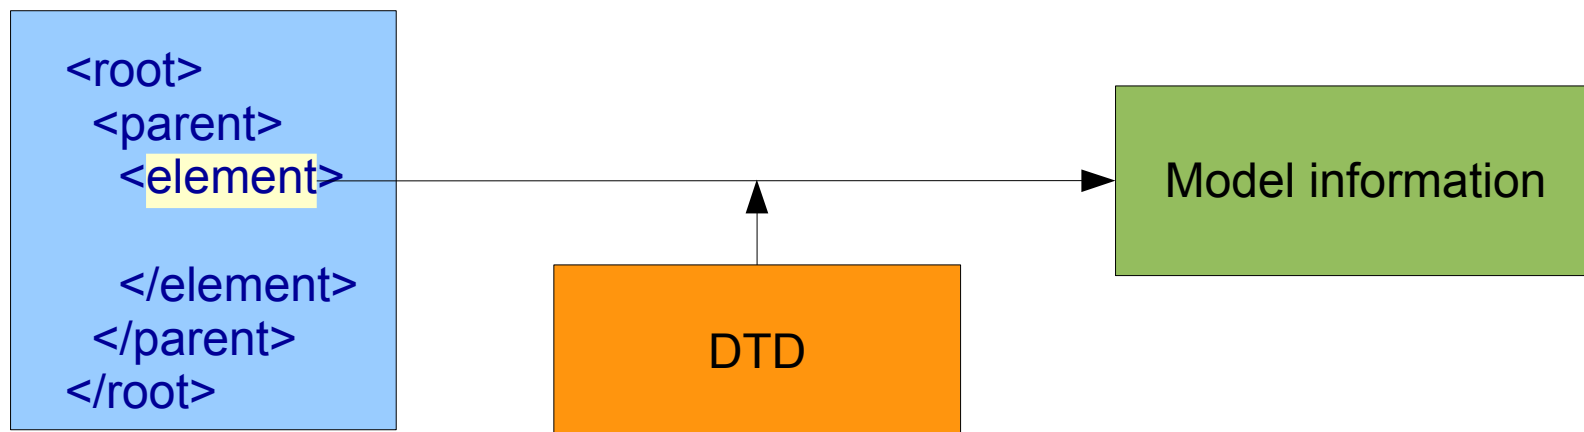 <root>
<parent>
<element>
</element>
</parent>
</root>
DTD
Model information